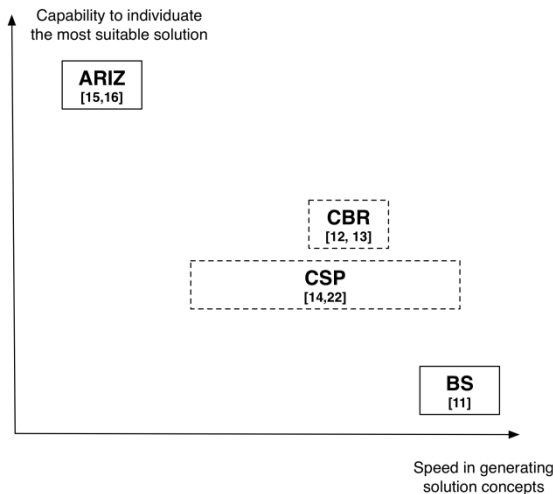 Capability to individuate
the most suitable solution
ARIZ
[15,16]
CBR
[12, 13]
CSP
[14,22]
BS
[11]
Speed in generating
solution concepts